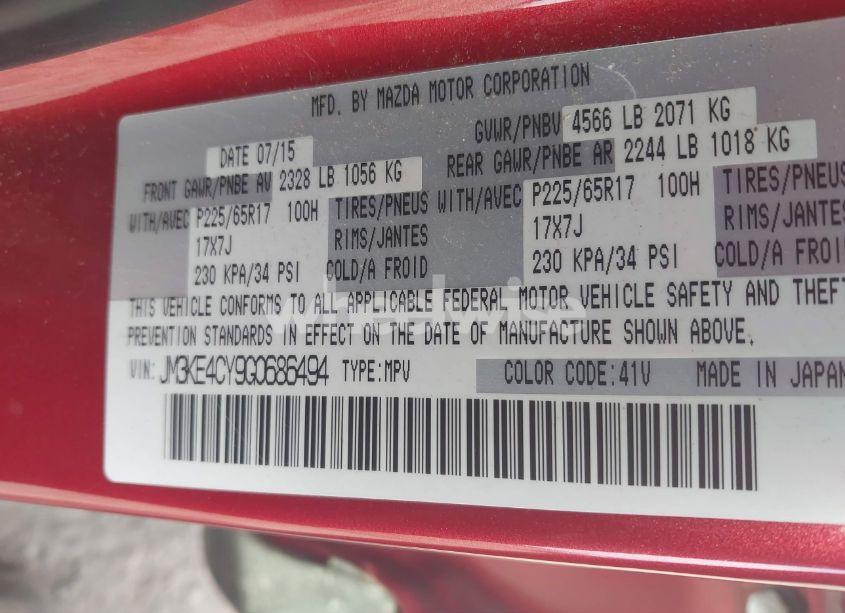 MFD. BY MAZDA MOTOR CORPORATION
DATE 07/15 GVWR/PNBV 4566 LB 2071 KG
FRONT GAWR/PNBE AV 2328 LB 1056 KG REAR GAWR/PNBE AR 2244 LB 1018 KG
WITH/AVEC P225/65R17 100H TIRES/PNEUS WITH/AVEC P225/65R17 100H TIRES/PNEUS
17X7J RIMS/JANTES 17X7J RIMS/JANTES
230 KPA/34 PSI COLD/A FROID 230 KPA/34 PSI COLD/A FROID
THIS VEHICLE CONFORMS TO ALL APPLICABLE FEDERAL MOTOR VEHICLE SAFETY AND THEFT
PREVENTION STANDARDS IN EFFECT ON THE DATE OF MANUFACTURE SHOWN ABOVE.
VIN: JM3KE4CY9G0686494 TYPE:MPV COLOR CODE:41V MADE IN JAPAN
wheelwise